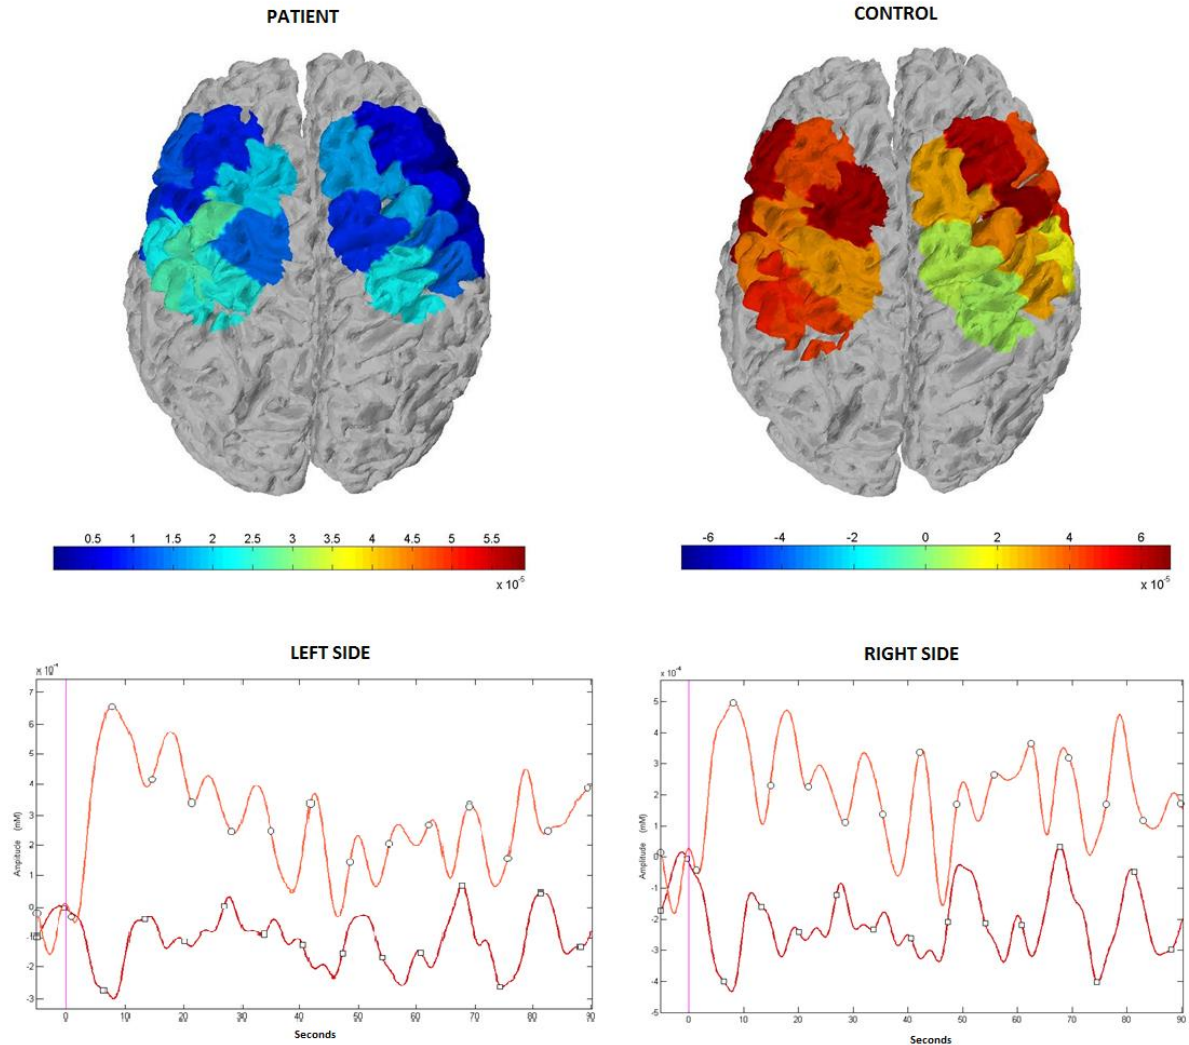 PATIENT
CONTROL
0.5 1 1.5 2 2.5 3 3.5 4 4.5 5 5.5
x 10-5
-6 -4 -2 0 2 4 6
x 10-5
LEFT SIDE
RIGHT SIDE
x 10-4
7
6
5
4
3
2
1
0
-2
-3
Amplitude (mM)
0 10 20 30 40 50 60 70 80 90
Seconds
x 10-4
5
4
3
2
1
0
-1
-2
-3
-4
-5
Amplitude (mM)
0 10 20 30 40 50 60 70 80 90
Seconds